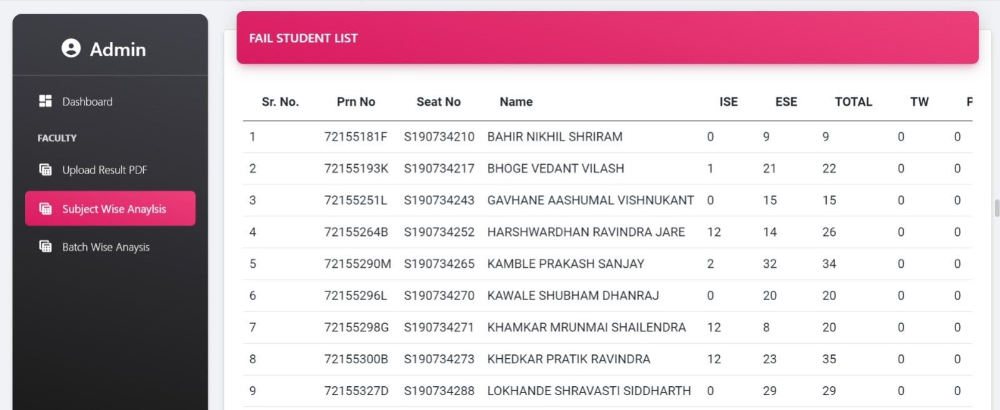 Admin
Dashboard
FACULTY
Upload Result PDF
Subject Wise Anaylsis
Batch Wise Anaysis
FAIL STUDENT LIST
Sr. No. Prn No Seat No Name ISE ESE TOTAL TW P
1 72155181F S190734210 BAHIR NIKHIL SHRIRAM 0 9 9 0 0
2 72155193K S190734217 BHOGE VEDANT VILASH 1 21 22 0 0
3 72155251L S190734243 GAVHANE AASHUMAL VISHNUKANT 0 15 15 0 0
4 72155264B S190734252 HARSHWARDHAN RAVINDRA JARE 12 14 26 0 0
5 72155290M S190734265 KAMBLE PRAKASH SANJAY 2 32 34 0 0
6 72155296L S190734270 KAWALE SHUBHAM DHANRAJ 0 20 20 0 0
7 72155298G S190734271 KHAMKAR MRUNMAI SHAILENDRA 12 8 20 0 0
8 72155300B S190734273 KHEDKAR PRATIK RAVINDRA 12 23 35 0 0
9 72155327D S190734288 LOKHANDE SHRAVASTI SIDDHARTH 0 29 29 0 0